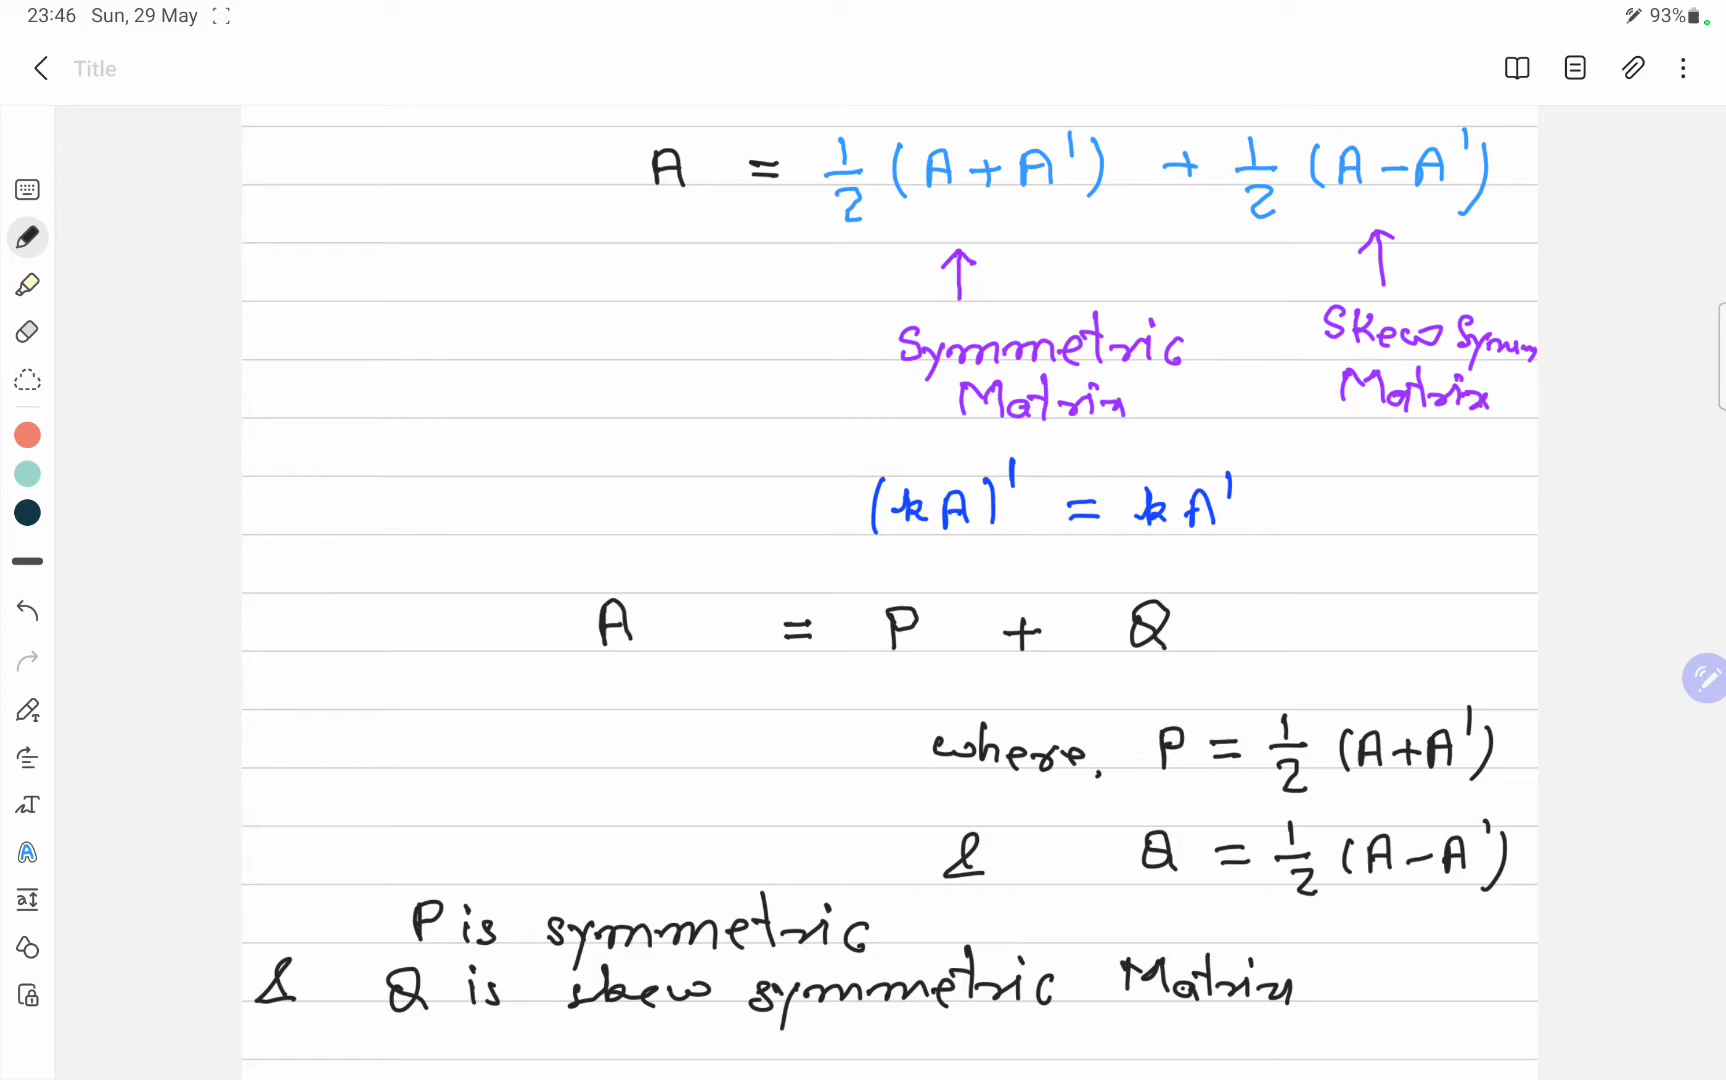 23:46 Sun, 29 May 93%
Title
A = 1/2 (A + A') + 1/2 (A - A')
Symmetric Skew Symm
Matrix Matrix
(kA)' = kA'
A = P + Q
where, P = 1/2 (A+A')
& Q = 1/2 (A-A')
P is symmetric
& Q is skew symmetric Matrix